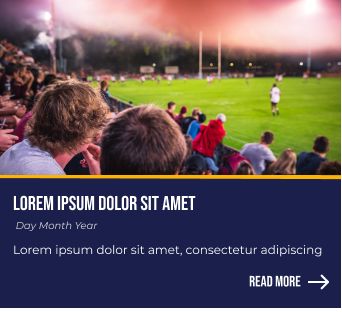 LOREM IPSUM DOLOR SIT AMET
Day Month Year
Lorem ipsum dolor sit amet, consectetur adipiscing
READ MORE